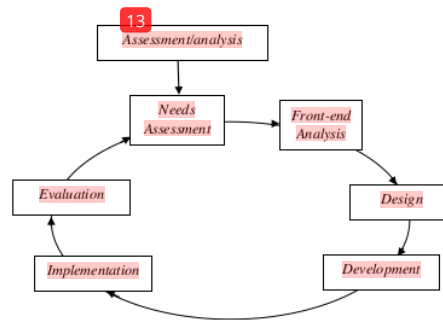 13
Assessment/analysis
Needs
Assessment
Front-end
Analysis
Evaluation
Design
Implementation
Development